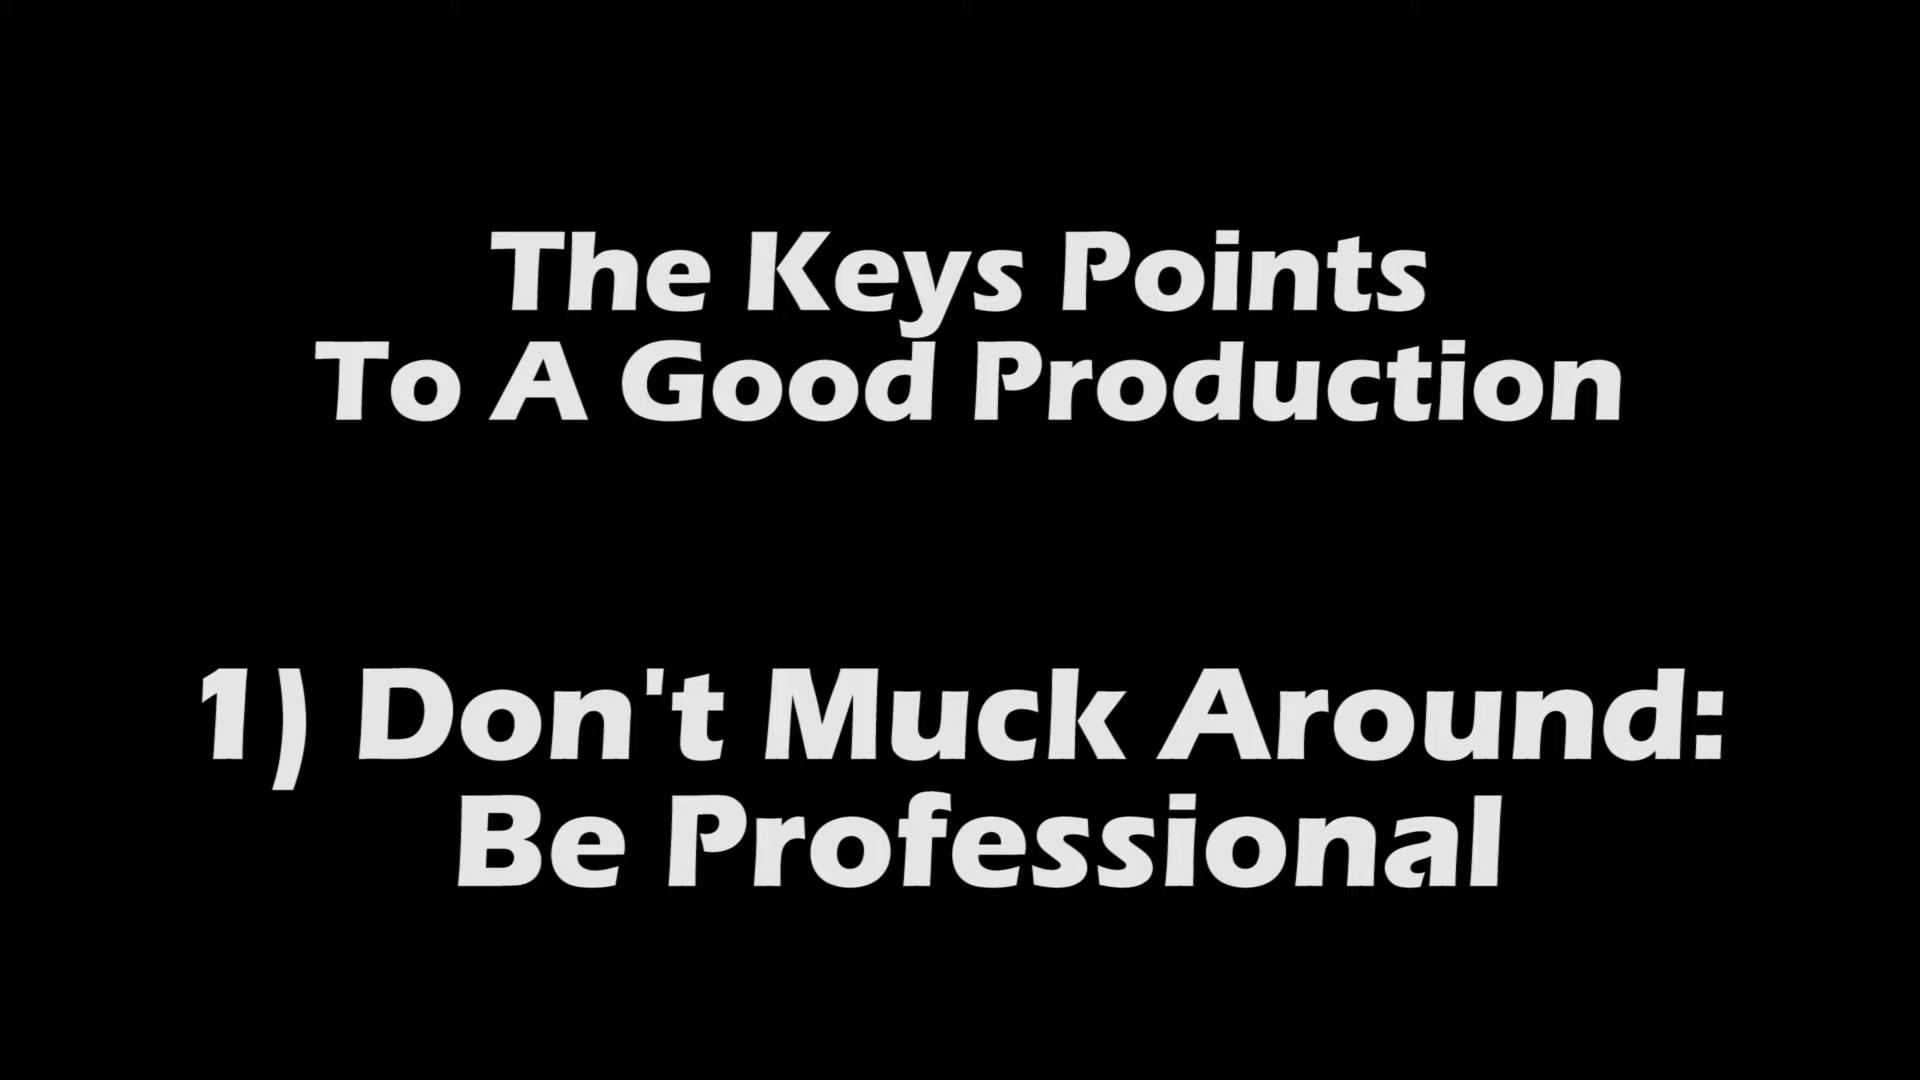 The Keys Points
To A Good Production
1) Don't Muck Around:
Be Professional